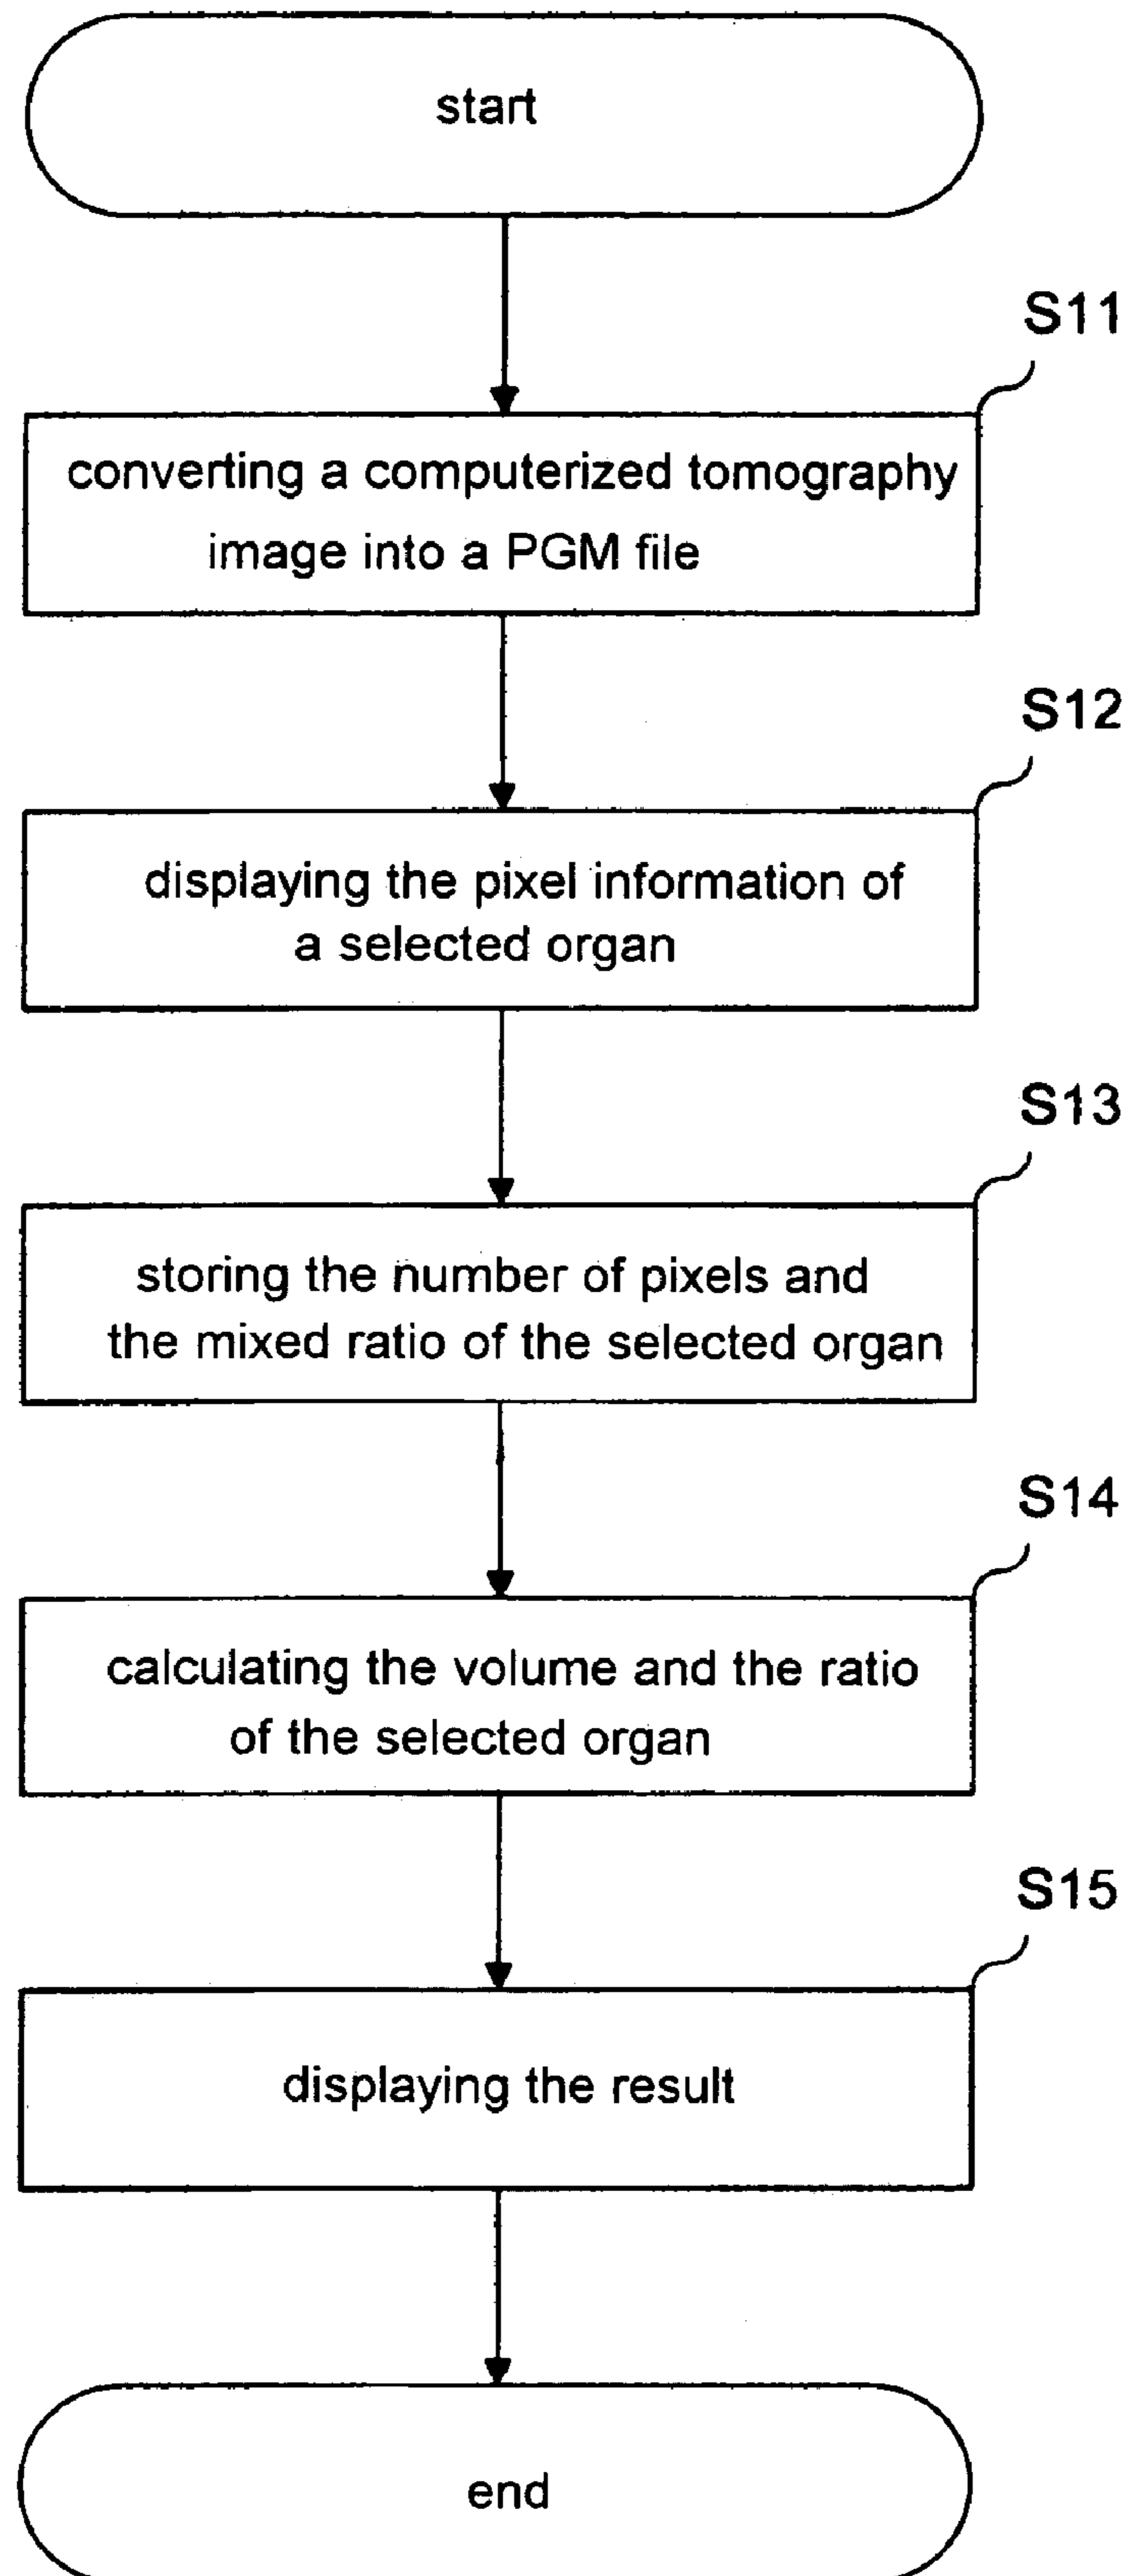 start
S11
converting a computerized tomography
image into a PGM file
S12
displaying the pixel information of
a selected organ
S13
storing the number of pixels and
the mixed ratio of the selected organ
S14
calculating the volume and the ratio
of the selected organ
S15
displaying the result
end